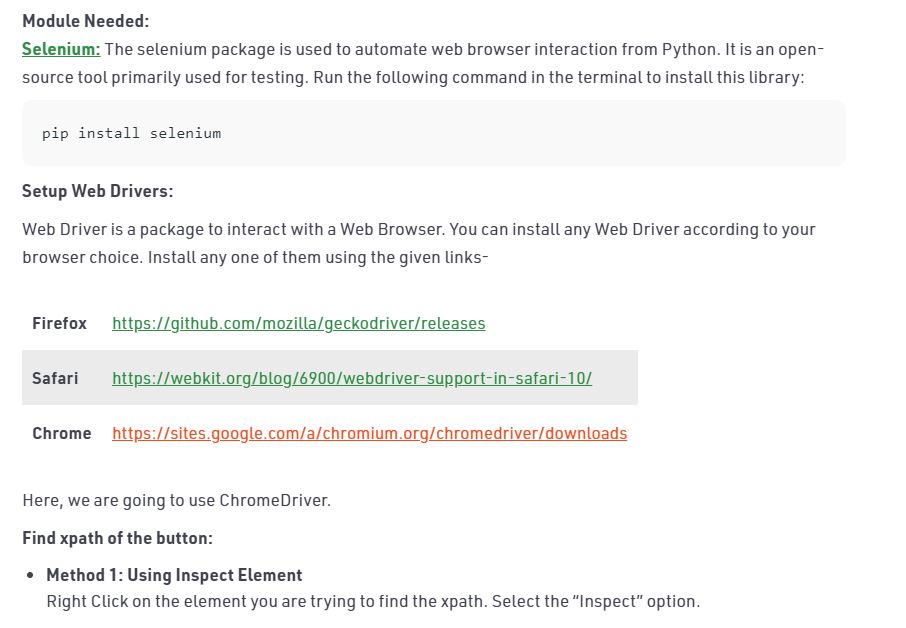 Module Needed:
Selenium: The selenium package is used to automate web browser interaction from Python. It is an open-
source tool primarily used for testing. Run the following command in the terminal to install this library:
pip install selenium
Setup Web Drivers:
Web Driver is a package to interact with a Web Browser. You can install any Web Driver according to your
browser choice. Install any one of them using the given links-
Firefox https://github.com/mozilla/geckodriver/releases
Safari https://webkit.org/blog/6900/webdriver-support-in-safari-10/
Chrome https://sites.google.com/a/chromium.org/chromedriver/downloads
Here, we are going to use ChromeDriver.
Find xpath of the button:
• Method 1: Using Inspect Element
Right Click on the element you are trying to find the xpath. Select the “Inspect” option.